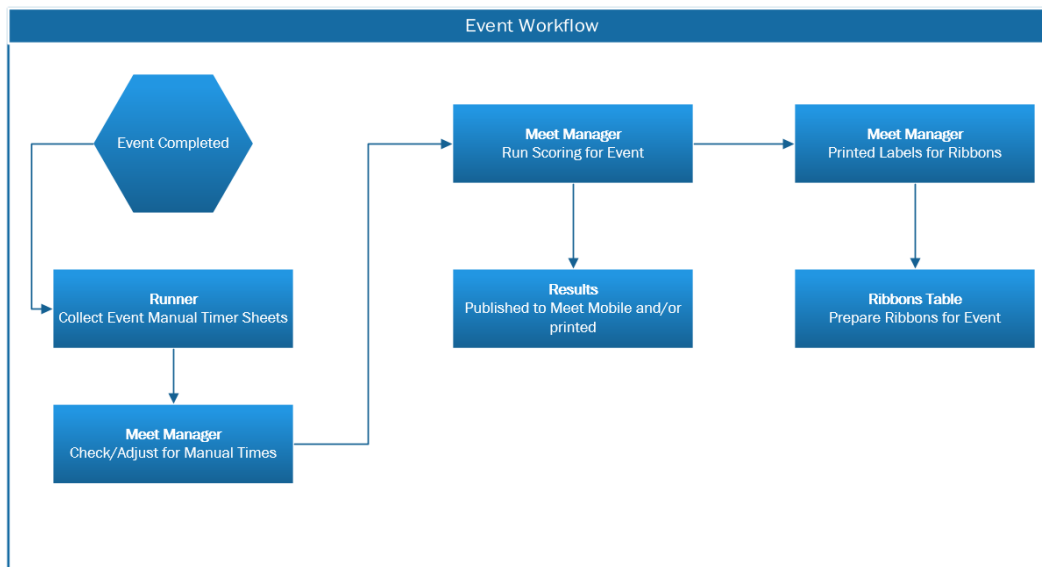 Event Workflow
Event Completed
Runner
Collect Event Manual Timer Sheets
Meet Manager
Check/Adjust for Manual Times
Meet Manager
Run Scoring for Event
Results
Published to Meet Mobile and/or
printed
Meet Manager
Printed Labels for Ribbons
Ribbons Table
Prepare Ribbons for Event